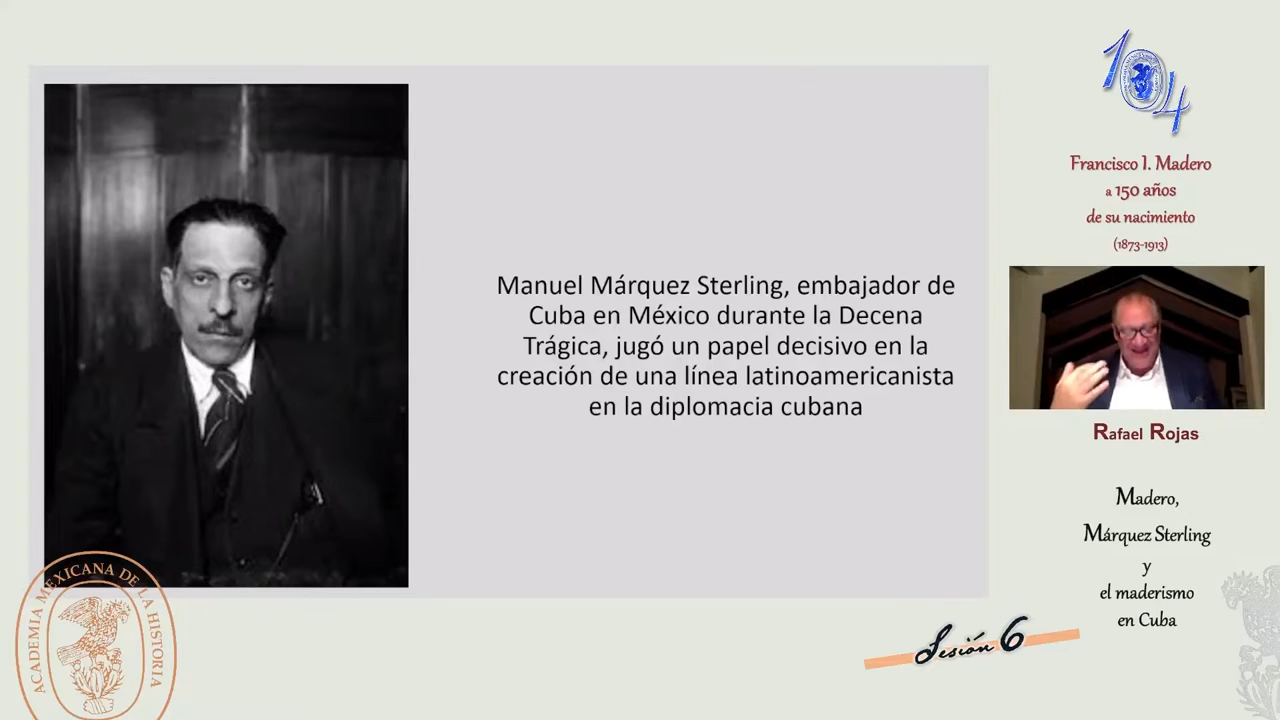 Manuel Márquez Sterling, embajador de
Cuba en México durante la Decena
Trágica, jugó un papel decisivo en la
creación de una línea latinoamericanista
en la diplomacia cubana
104
Francisco I. Madero
a 150 años
de su nacimiento
(1873-1913)
Rafael Rojas
Madero,
Márquez Sterling
y
el maderismo
en Cuba
Sesión 6
ACADEMIA MEXICANA DE LA HISTORIA